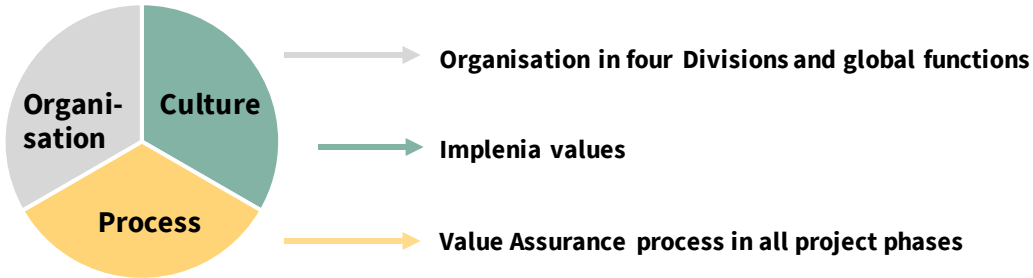 Organi-
sation
Culture
Process
Organisation in four Divisions and global functions
Implenia values
Value Assurance process in all project phases